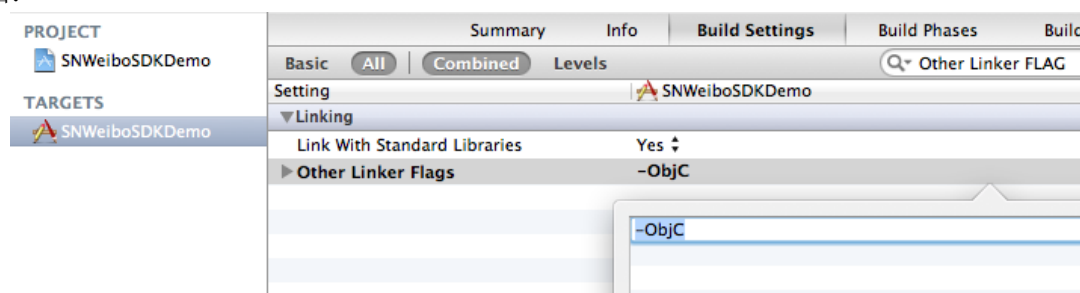 PROJECT
SNWeiboSDKDemo
TARGETS
SNWeiboSDKDemo
Summary Info Build Settings Build Phases
Basic All Combined Levels Other Linker FLAG
Setting SNWeiboSDKDemo
Linking
Link With Standard Libraries Yes
Other Linker Flags -ObjC
-ObjC